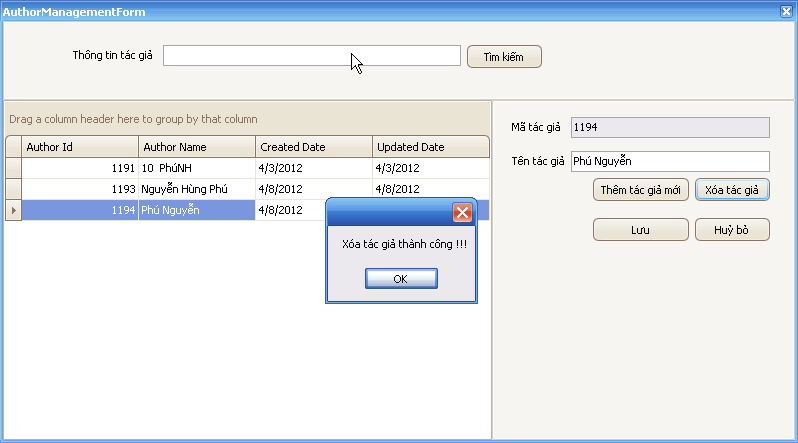 AuthorManagementForm
Thông tin tác giả
Tìm kiếm
Drag a column header here to group by that column
Author Id Author Name Created Date Updated Date
1191 10 PhúNH 4/3/2012 4/3/2012
1193 Nguyễn Hùng Phú 4/8/2012 4/8/2012
1194 Phú Nguyễn 4/8/2012
Xóa tác giả thành công !!!
OK
Mã tác giả 1194
Tên tác giả Phú Nguyễn
Thêm tác giả mới Xóa tác giả
Lưu Huỷ bỏ